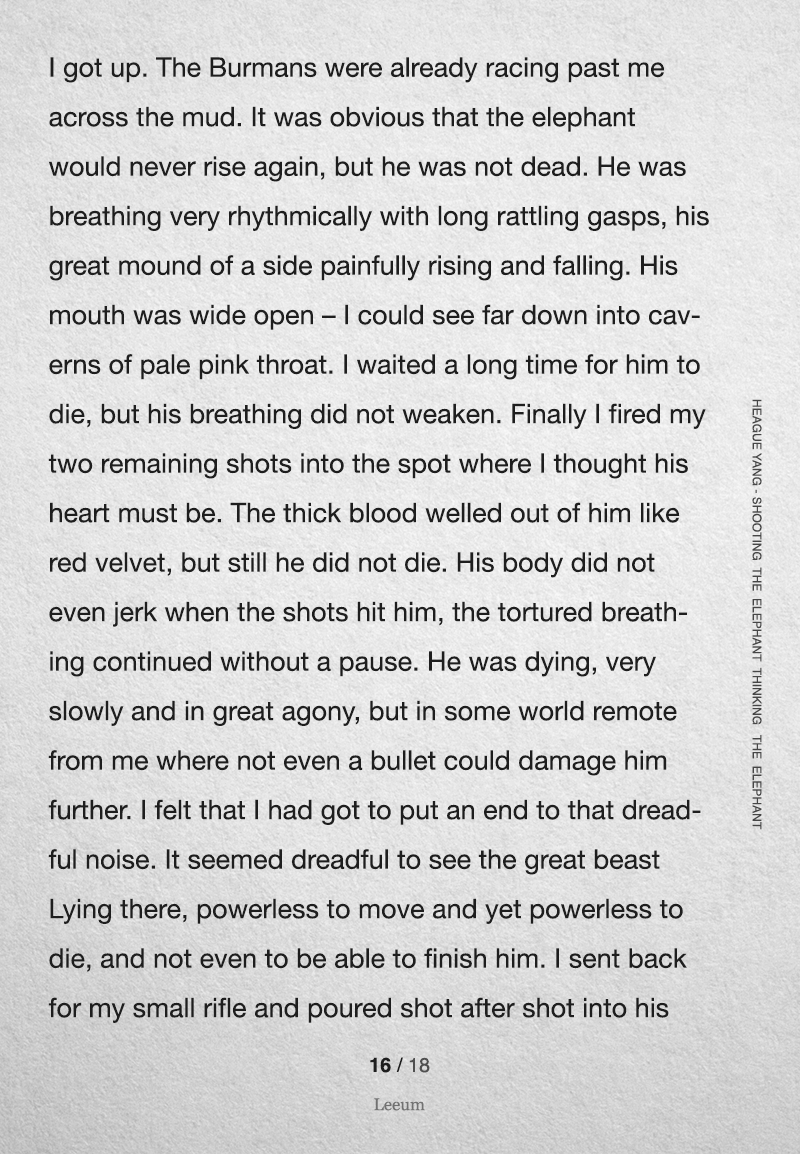 I got up. The Burmans were already racing past me
across the mud. It was obvious that the elephant
would never rise again, but he was not dead. He was
breathing very rhythmically with long rattling gasps, his
great mound of a side painfully rising and falling. His
mouth was wide open – I could see far down into cav-
erns of pale pink throat. I waited a long time for him to
die, but his breathing did not weaken. Finally I fired my
two remaining shots into the spot where I thought his
heart must be. The thick blood welled out of him like
red velvet, but still he did not die. His body did not
even jerk when the shots hit him, the tortured breath-
ing continued without a pause. He was dying, very
slowly and in great agony, but in some world remote
from me where not even a bullet could damage him
further. I felt that I had got to put an end to that dread-
ful noise. It seemed dreadful to see the great beast
Lying there, powerless to move and yet powerless to
die, and not even to be able to finish him. I sent back
for my small rifle and poured shot after shot into his
HEAGUE YANG - SHOOTING THE ELEPHANT THINKING THE ELEPHANT
16 / 18
Leeum